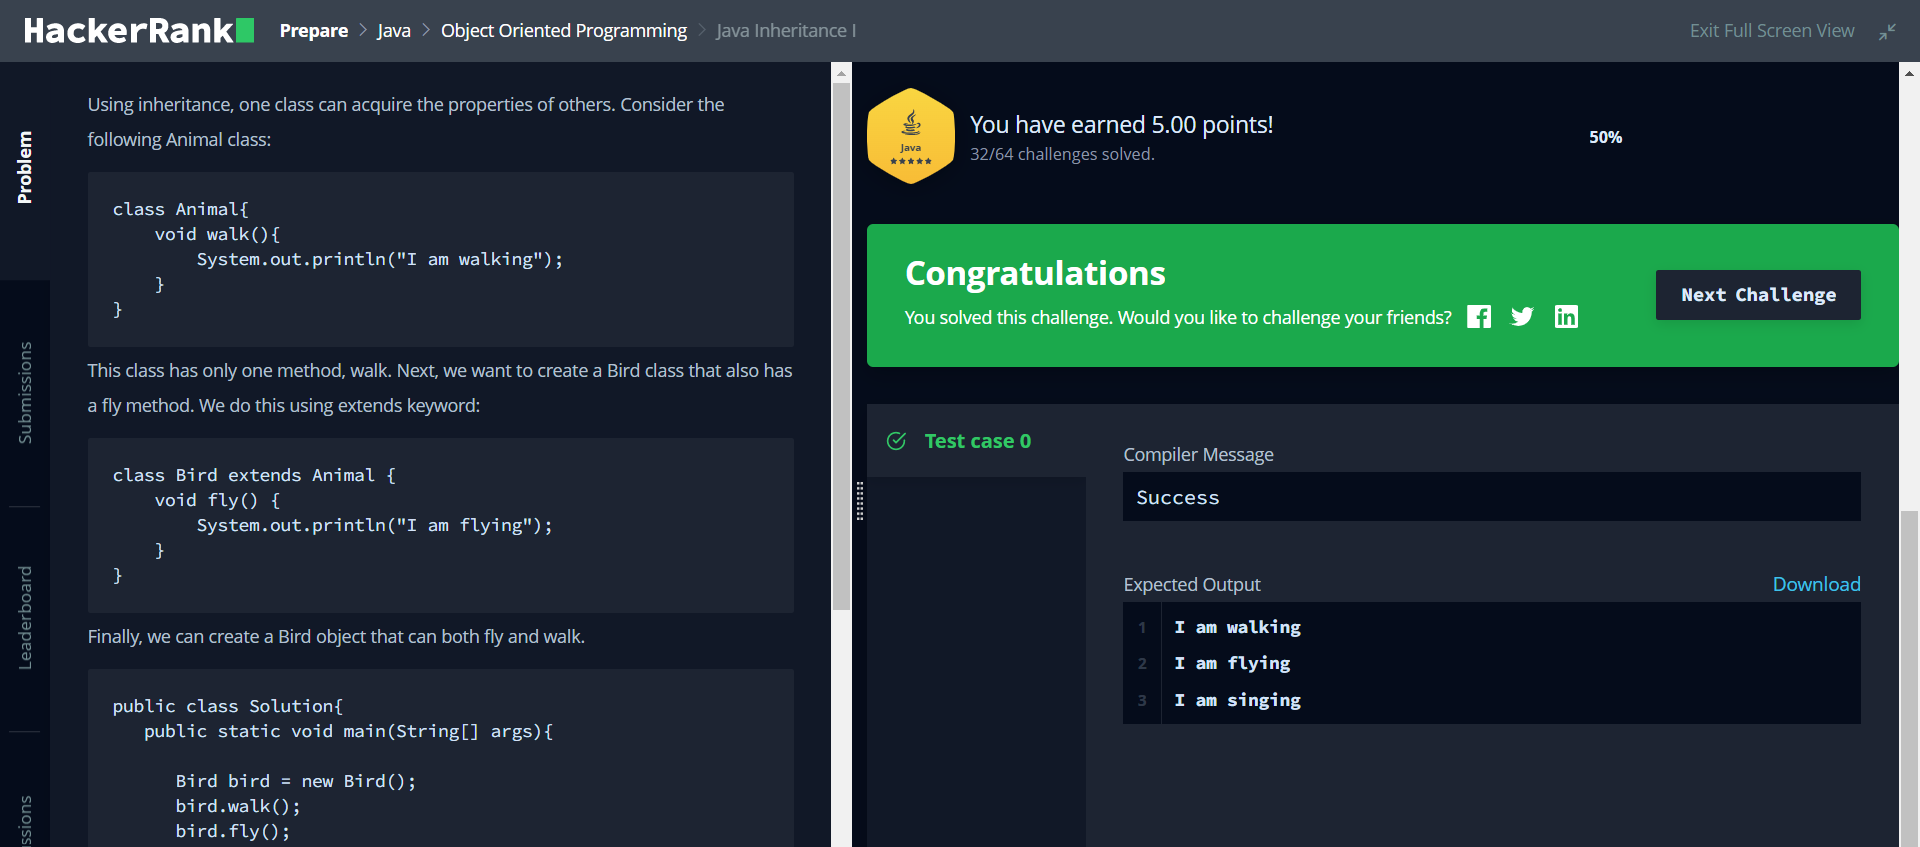 HackerRank
Prepare > Java > Object Oriented Programming > Java Inheritance I
Exit Full Screen View
Problem
Submissions
Leaderboard
Using inheritance, one class can acquire the properties of others. Consider the
following Animal class:
class Animal{
    void walk(){
        System.out.println("I am walking");
    }
}
This class has only one method, walk. Next, we want to create a Bird class that also has
a fly method. We do this using extends keyword:
class Bird extends Animal {
    void fly() {
        System.out.println("I am flying");
    }
}
Finally, we can create a Bird object that can both fly and walk.
public class Solution{
   public static void main(String[] args){
      Bird bird = new Bird();
      bird.walk();
      bird.fly();
Java
You have earned 5.00 points!
32/64 challenges solved.
50%
Congratulations
You solved this challenge. Would you like to challenge your friends?
Next Challenge
Test case 0
Compiler Message
Success
Expected Output
Download
1 I am walking
2 I am flying
3 I am singing